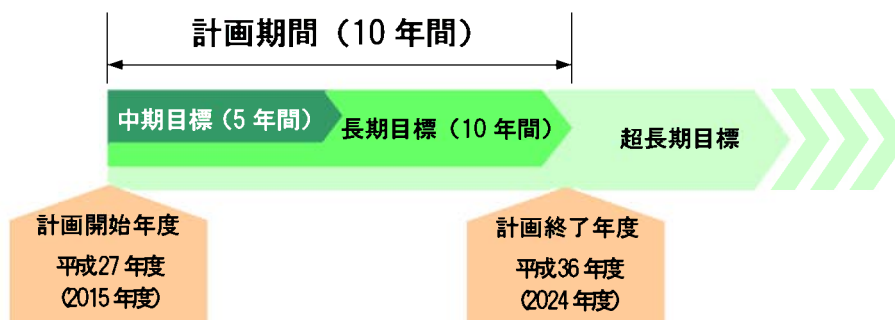 計画期間（10 年間）
中期目標（5 年間）
長期目標（10 年間）
超長期目標
計画開始年度
平成27 年度
(2015 年度)
計画終了年度
平成36 年度
(2024 年度)